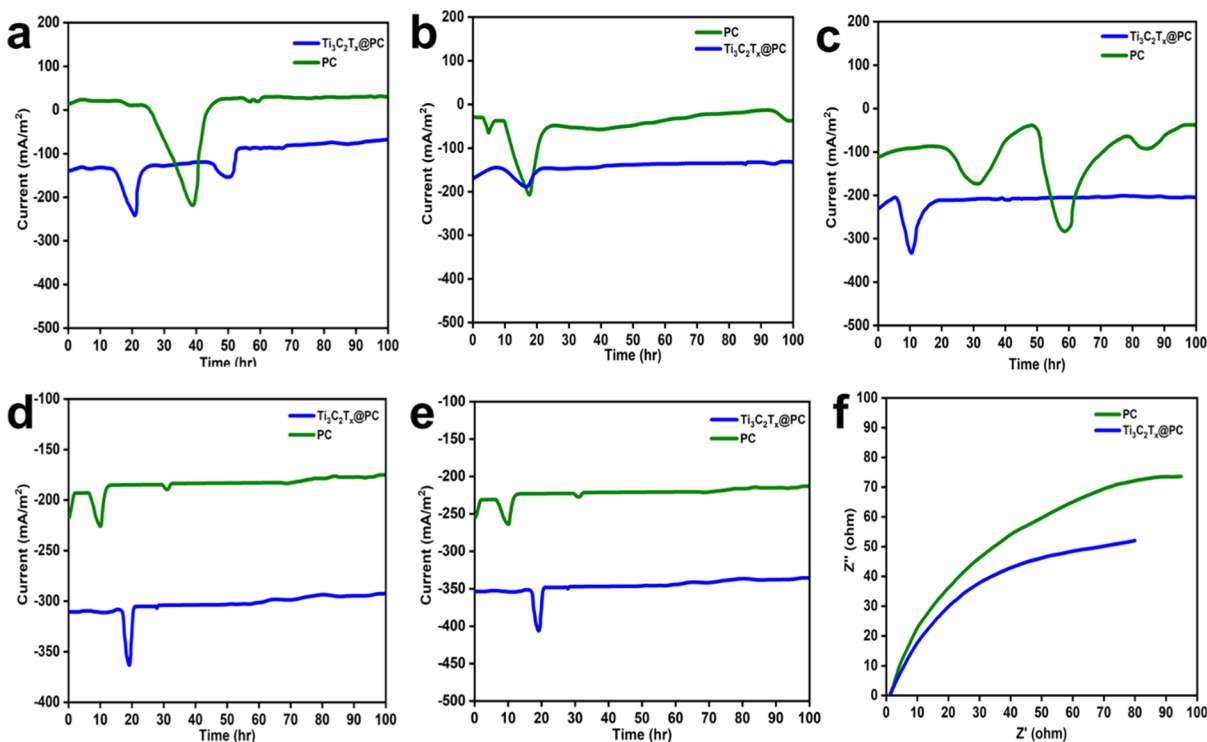 a
200
100
0
-100
-200
-300
-400
-500
Current (mA/m²)
0 10 20 30 40 50 60 70 80 90 100
Time (hr)
Ti₃C₂Tₓ@PC
PC
b
200
100
0
-100
-200
-300
-400
-500
Current (mA/m²)
0 10 20 30 40 50 60 70 80 90 100
Time (hr)
PC
Ti₃C₂Tₓ@PC
c
200
100
0
-100
-200
-300
-400
-500
Current (mA/m²)
0 10 20 30 40 50 60 70 80 90 100
Time (hr)
Ti₃C₂Tₓ@PC
PC
d
-100
-150
-200
-250
-300
-350
-400
Current (mA/m²)
0 10 20 30 40 50 60 70 80 90 100
Time (hr)
Ti₃C₂Tₓ@PC
PC
e
-100
-150
-200
-250
-300
-350
-400
-450
-500
Current (mA/m²)
0 10 20 30 40 50 60 70 80 90 100
Time (hr)
Ti₃C₂Tₓ@PC
PC
f
100
90
80
70
60
50
40
30
20
10
0
Z'' (ohm)
0 10 20 30 40 50 60 70 80 90 100
Z' (ohm)
PC
Ti₃C₂Tₓ@PC